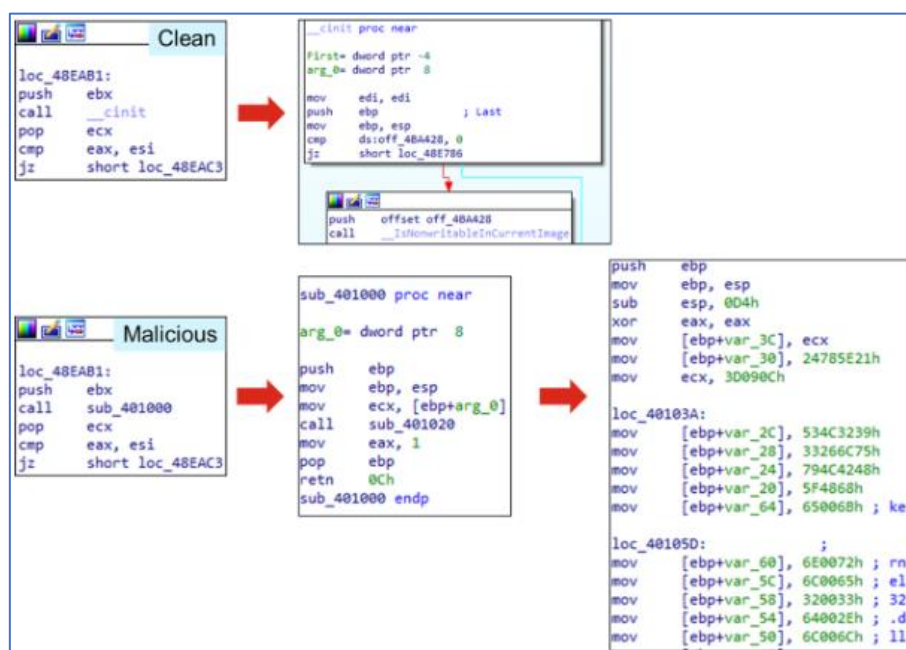 Clean
loc_48EAB1:
push ebx
call __cinit
pop ecx
cmp eax, esi
jz short loc_48EAC3
__cinit proc near
First= dword ptr -4
arg_0= dword ptr 8
mov edi, edi
push ebp ; Last
mov ebp, esp
cmp ds:off_4BA428, 0
jz short loc_48E786
push offset off_4BA428
call __IsNonwritableInCurrentImage
Malicious
loc_48EAB1:
push ebx
call sub_401000
pop ecx
cmp eax, esi
jz short loc_48EAC3
sub_401000 proc near
arg_0= dword ptr 8
push ebp
mov ebp, esp
mov ecx, [ebp+arg_0]
call sub_401020
mov eax, 1
pop ebp
retn 0Ch
sub_401000 endp
push ebp
mov ebp, esp
sub esp, 0D4h
xor eax, eax
mov [ebp+var_3C], ecx
mov [ebp+var_30], 24785E21h
mov ecx, 3D090Ch
loc_40103A:
mov [ebp+var_2C], 534C3239h
mov [ebp+var_28], 33266C75h
mov [ebp+var_24], 794C4248h
mov [ebp+var_20], 5F4868h
mov [ebp+var_64], 65006Bh ; ke
loc_40105D: ;
mov [ebp+var_60], 6E0072h ; rn
mov [ebp+var_5C], 6C0065h ; el
mov [ebp+var_58], 320033h ; 32
mov [ebp+var_54], 64002Eh ; .d
mov [ebp+var_50], 6C006Ch ; ll